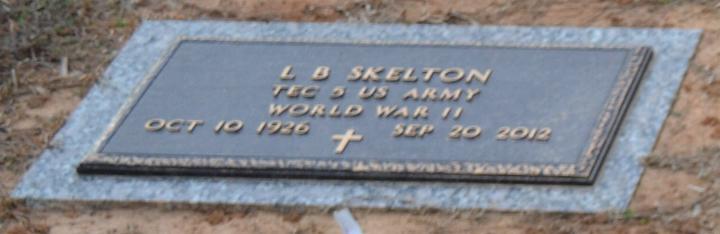 L B SKELTON
TEC 5 US ARMY
WORLD WAR II
OCT 10 1926 SEP 20 2012